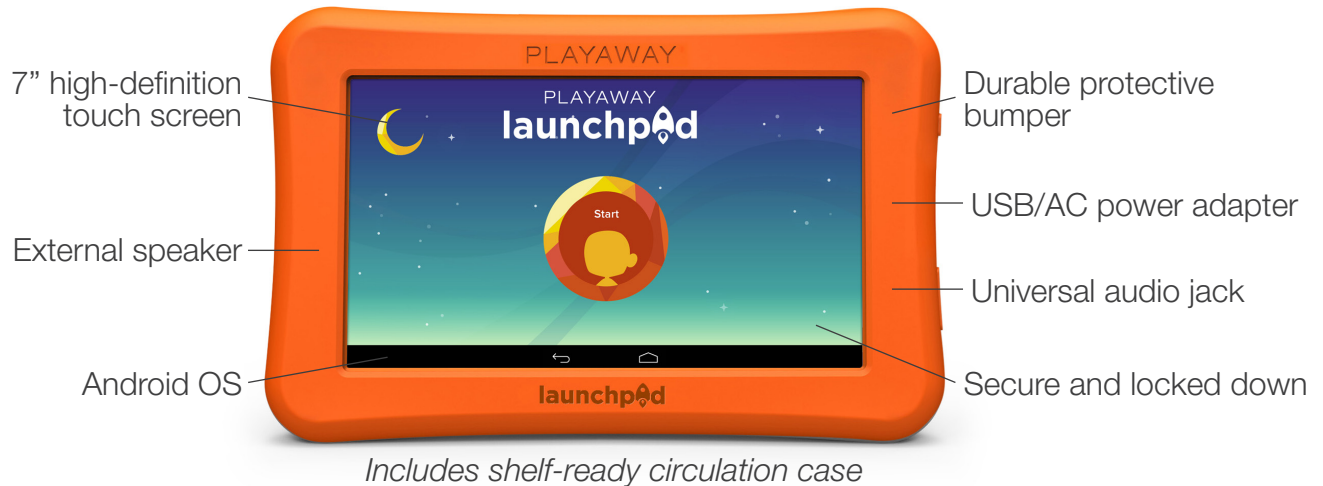 PLAYAWAY
7” high-definition
touch screen
External speaker
Android OS
PLAYAWAY
launchpad
Start
launchpad
Durable protective
bumper
USB/AC power adapter
Universal audio jack
Secure and locked down
Includes shelf-ready circulation case